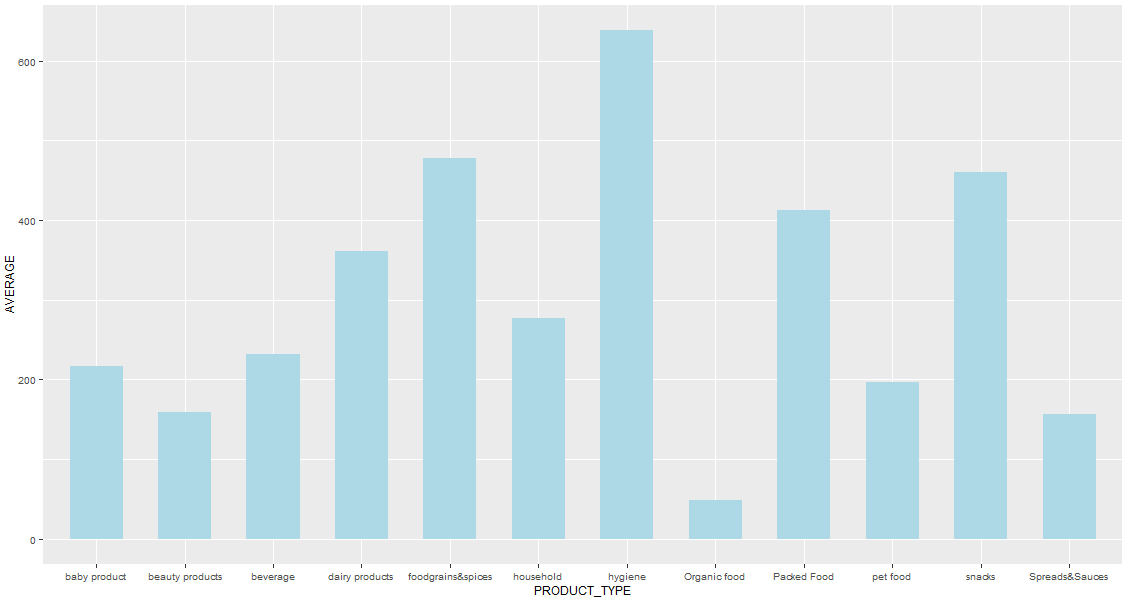 AVERAGE
600
400
200
0
baby product beauty products beverage dairy products foodgrains&spices household hygiene Organic food Packed Food pet food snacks Spreads&Sauces
PRODUCT_TYPE